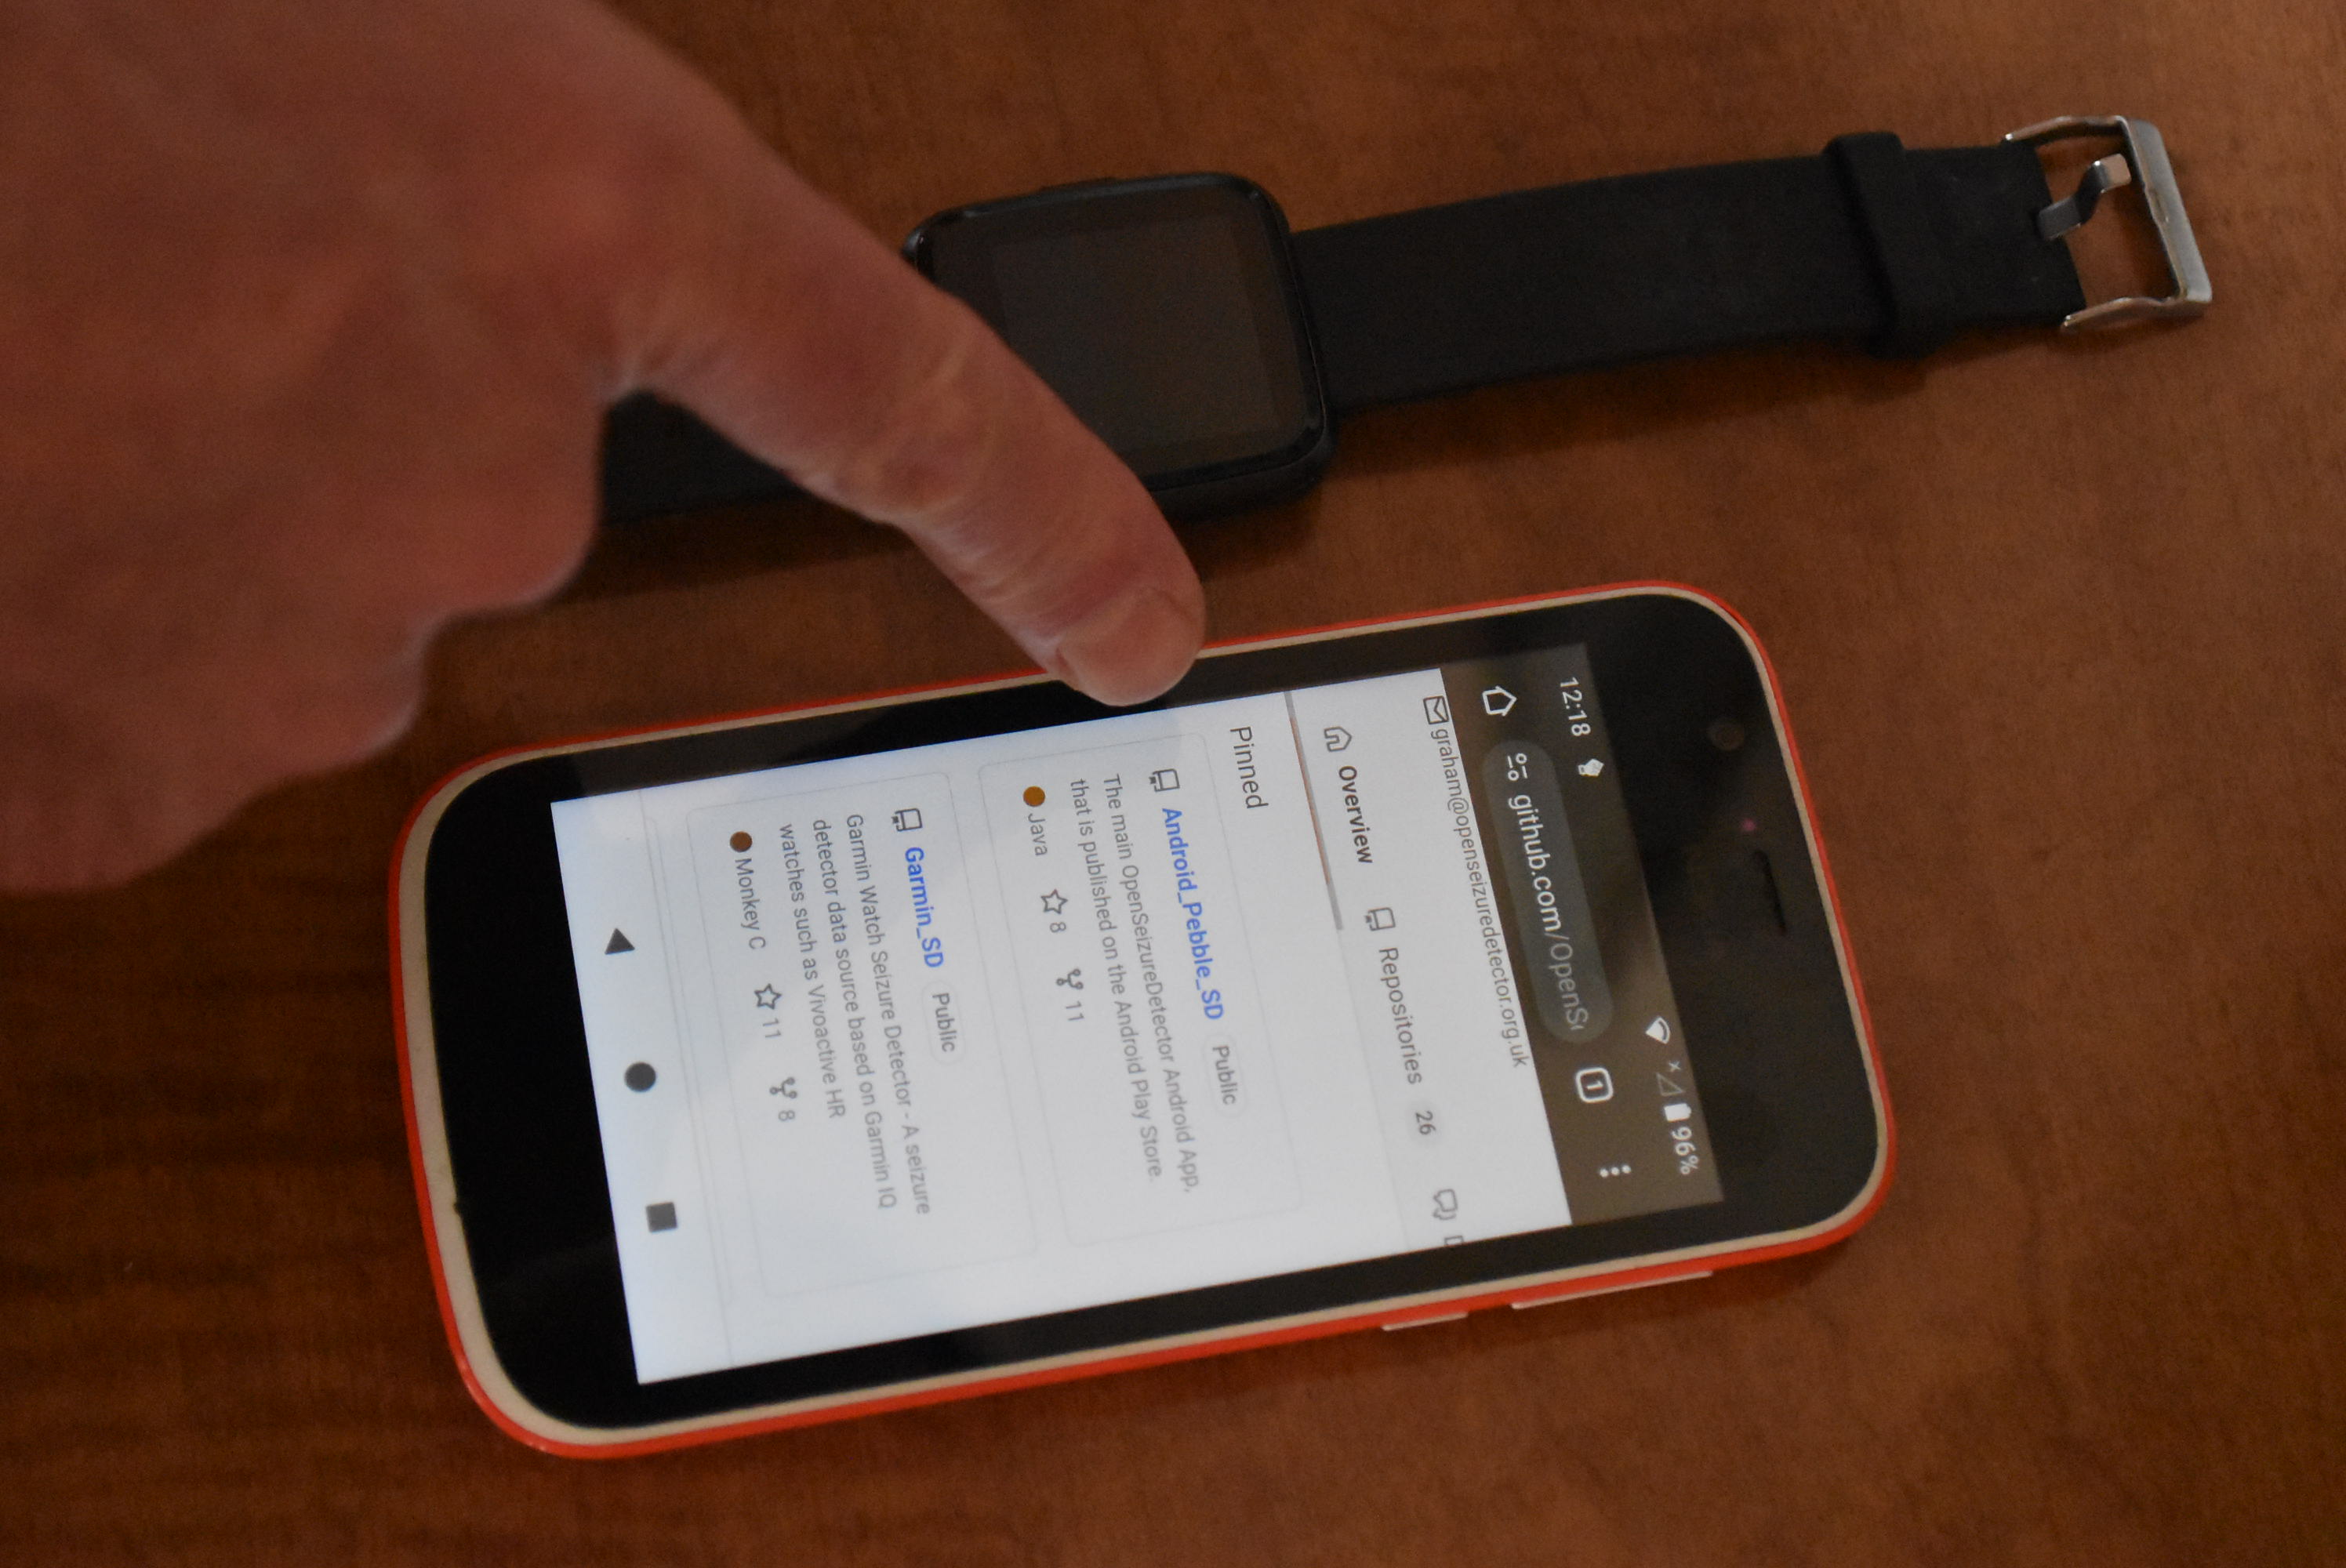 12:18 96%
github.com/OpenS 1
graham@openseizuredetector.org.uk
Overview Repositories 26
Pinned
Android_Pebble_SD Public
The main OpenSeizureDetector Android App,
that is published on the Android Play Store.
Java 8 11
Garmin_SD Public
Garmin Watch Seizure Detector - A seizure
detector data source based on Garmin IQ
watches such as Vivoactive HR
Monkey C 11 8